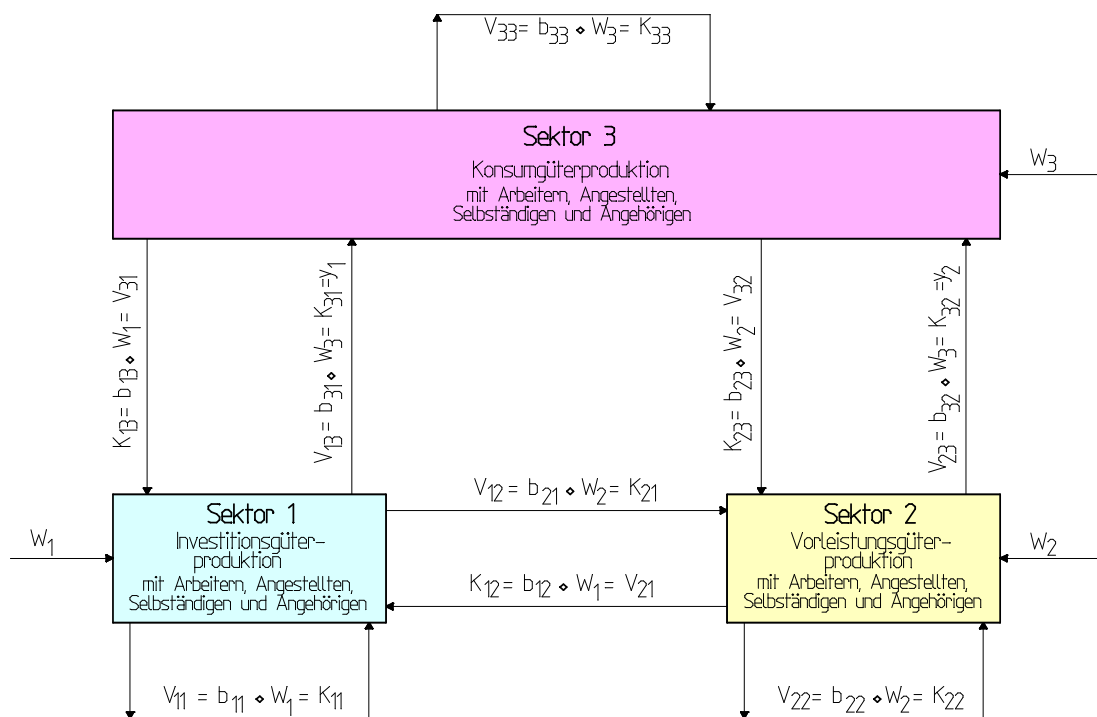 V33 = b33 ⋄ W3 = K33
Sektor 3
Konsumgüterproduktion
mit Arbeitern, Angestellten,
Selbständigen und Angehörigen
W3
K13 = b13 ⋄ W1 = V31
V13 = b31 ⋄ W3 = K31 = y1
K23 = b23 ⋄ W2 = V32
V23 = b32 ⋄ W3 = K32 = y2
V12 = b21 ⋄ W2 = K21
K12 = b12 ⋄ W1 = V21
W1
Sektor 1
Investitionsgüter-
produktion
mit Arbeitern, Angestellten,
Selbständigen und Angehörigen
Sektor 2
Vorleistungsgüter-
produktion
mit Arbeitern, Angestellten,
Selbständigen und Angehörigen
W2
V11 = b11 ⋄ W1 = K11
V22 = b22 ⋄ W2 = K22